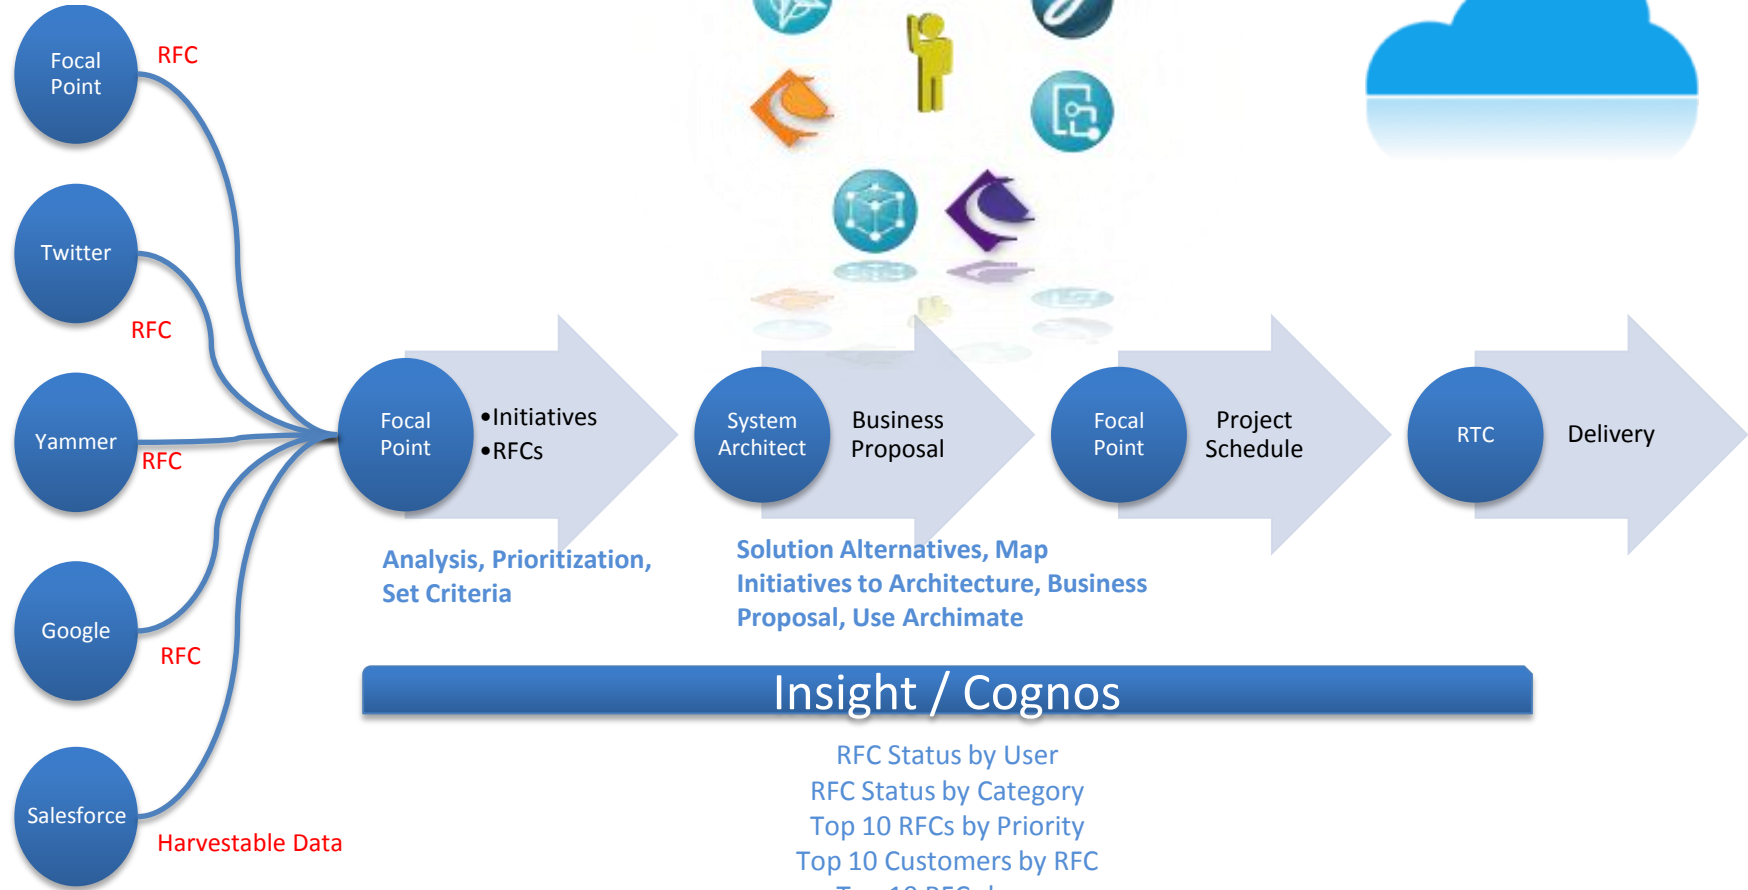 Focal
Point
RFC
Twitter
RFC
Yammer
RFC
Google
RFC
Salesforce
Harvestable Data
Focal
Point
•Initiatives
•RFCs
System
Architect
Business
Proposal
Focal
Point
Project
Schedule
RTC
Delivery
Analysis, Prioritization,
Set Criteria
Solution Alternatives, Map
Initiatives to Architecture, Business
Proposal, Use Archimate
Insight / Cognos
RFC Status by User
RFC Status by Category
Top 10 RFCs by Priority
Top 10 Customers by RFC
Top 10 RFC